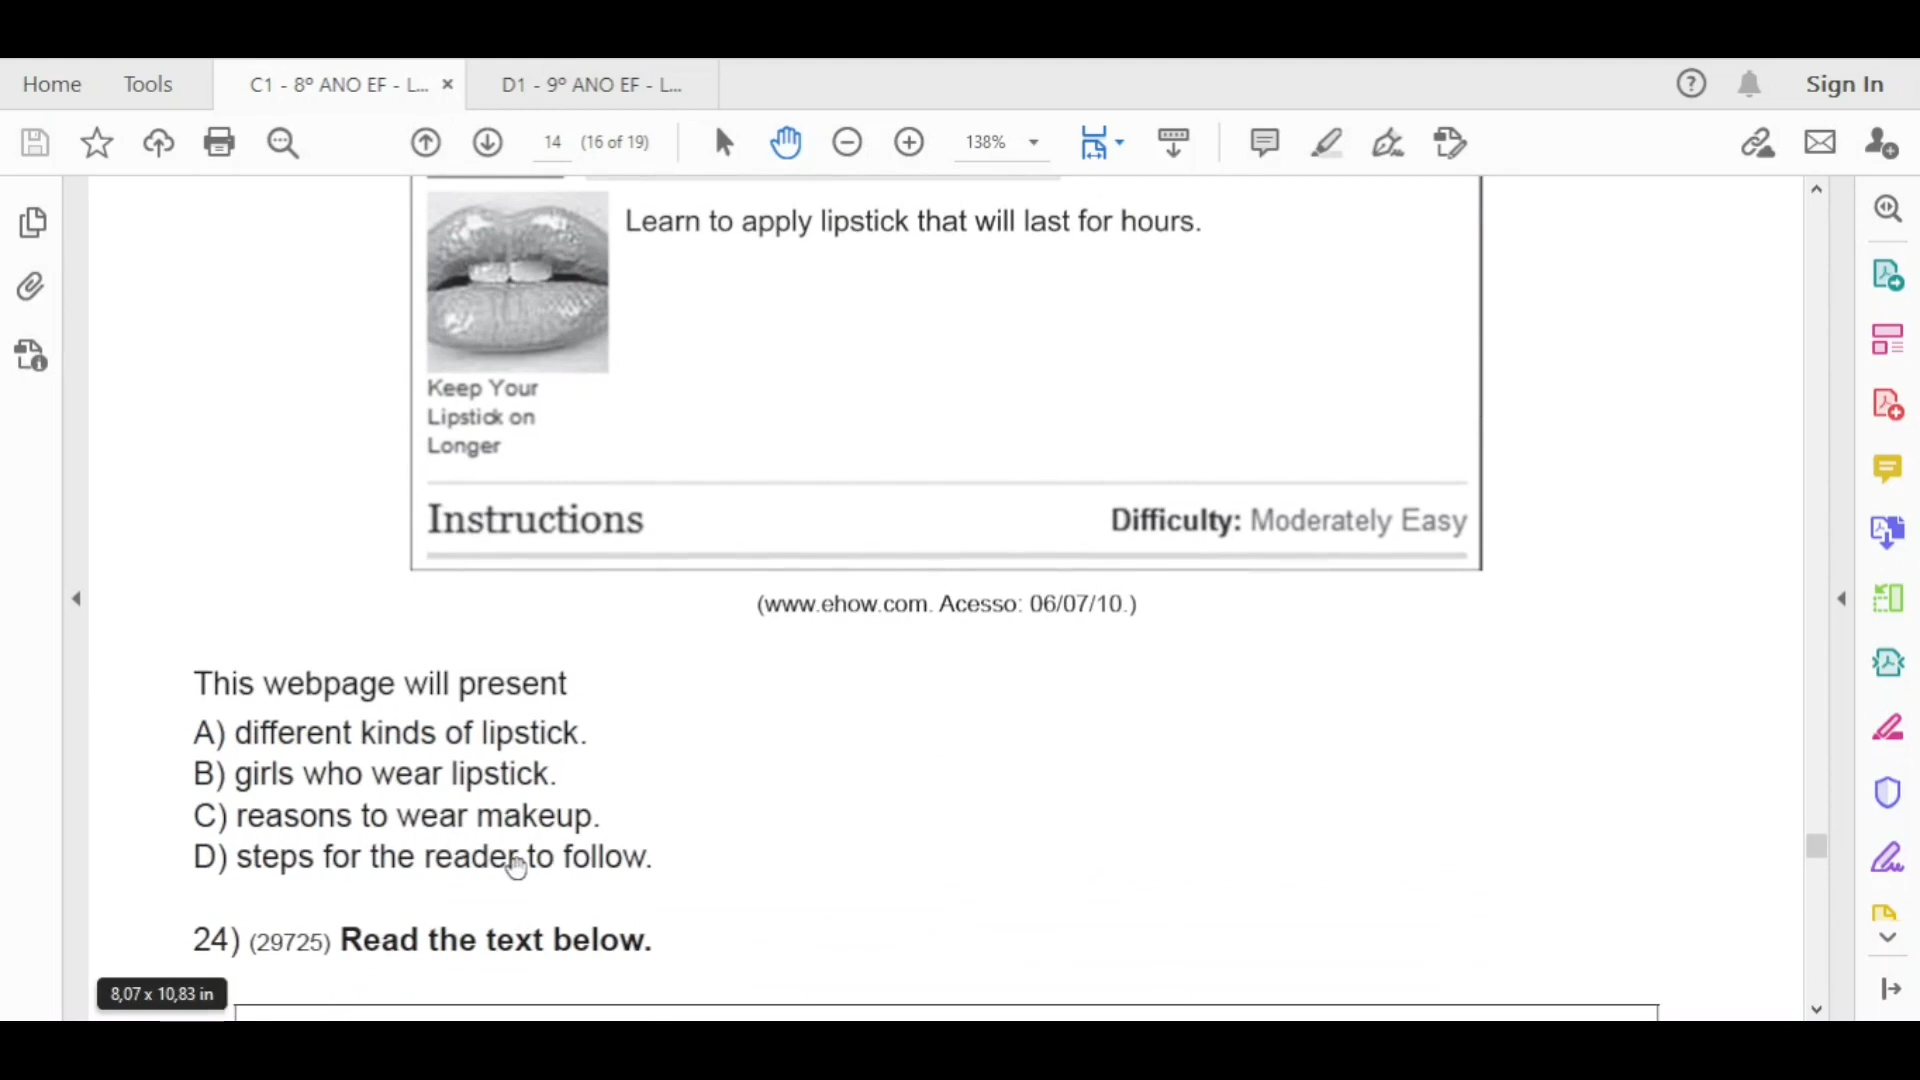 Home Tools C1 - 8º ANO EF - L... × D1 - 9º ANO EF - L... Sign In
14 (16 of 19) 138%
Learn to apply lipstick that will last for hours.
Keep Your
Lipstick on
Longer
Instructions Difficulty: Moderately Easy
(www.ehow.com. Acesso: 06/07/10.)
This webpage will present
A) different kinds of lipstick.
B) girls who wear lipstick.
C) reasons to wear makeup.
D) steps for the reader to follow.
24) (29725) Read the text below.
8,07 x 10,83 in